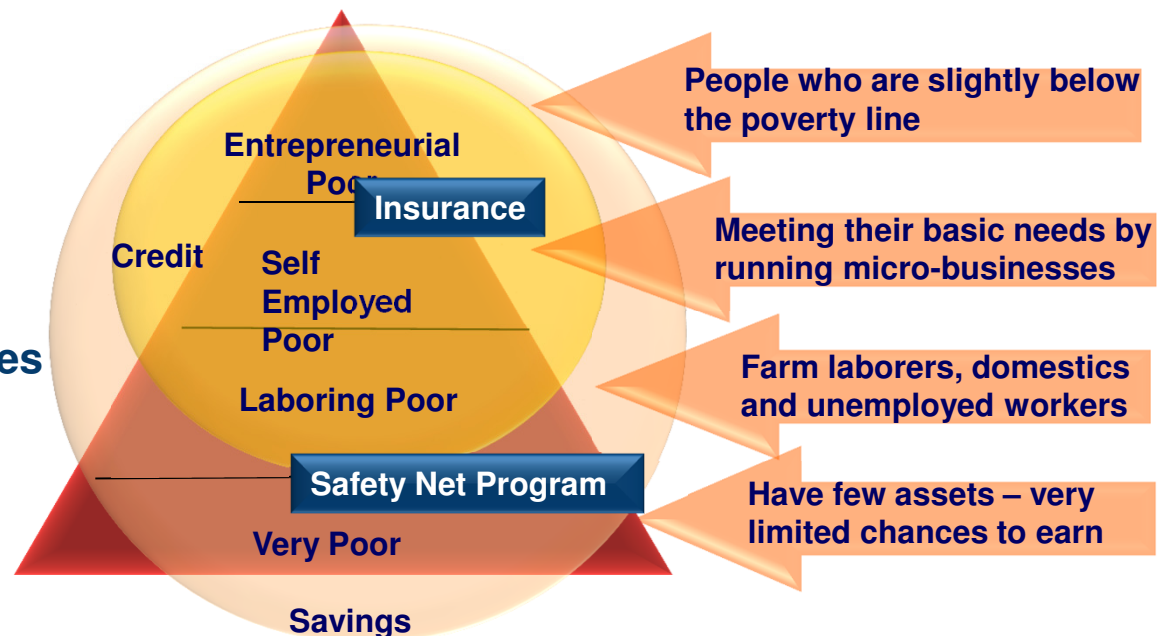 People who are slightly below
the poverty line
Entrepreneurial
Poor
Insurance
Credit
Self
Employed
Poor
Meeting their basic needs by
running micro-businesses
es
Laboring Poor
Farm laborers, domestics
and unemployed workers
Safety Net Program
Have few assets – very
limited chances to earn
Very Poor
Savings